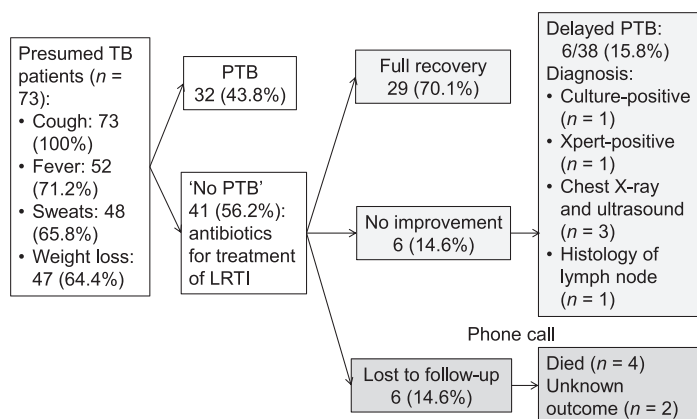 Presumed TB
patients (n =
73):
• Cough: 73
(100%)
• Fever: 52
(71.2%)
• Sweats: 48
(65.8%)
• Weight loss:
47 (64.4%)
PTB
32 (43.8%)
'No PTB'
41 (56.2%):
antibiotics
for treatment
of LRTI
Full recovery
29 (70.1%)
No improvement
6 (14.6%)
Delayed PTB:
6/38 (15.8%)
Diagnosis:
• Culture-positive
(n = 1)
• Xpert-positive
(n = 1)
• Chest X-ray
and ultrasound
(n = 3)
• Histology of
lymph node
(n = 1)
Phone call
Lost to follow-up
6 (14.6%)
Died (n = 4)
Unknown
outcome (n = 2)